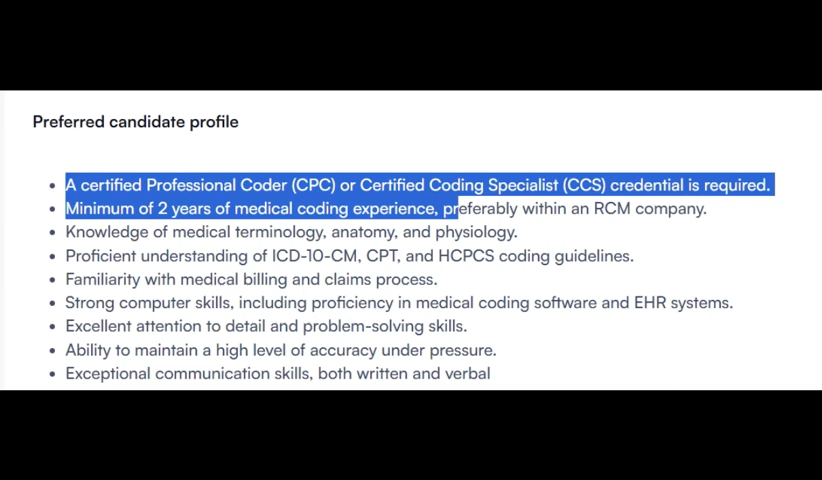 Preferred candidate profile
• A certified Professional Coder (CPC) or Certified Coding Specialist (CCS) credential is required.
• Minimum of 2 years of medical coding experience, preferably within an RCM company.
• Knowledge of medical terminology, anatomy, and physiology.
• Proficient understanding of ICD-10-CM, CPT, and HCPCS coding guidelines.
• Familiarity with medical billing and claims process.
• Strong computer skills, including proficiency in medical coding software and EHR systems.
• Excellent attention to detail and problem-solving skills.
• Ability to maintain a high level of accuracy under pressure.
• Exceptional communication skills, both written and verbal